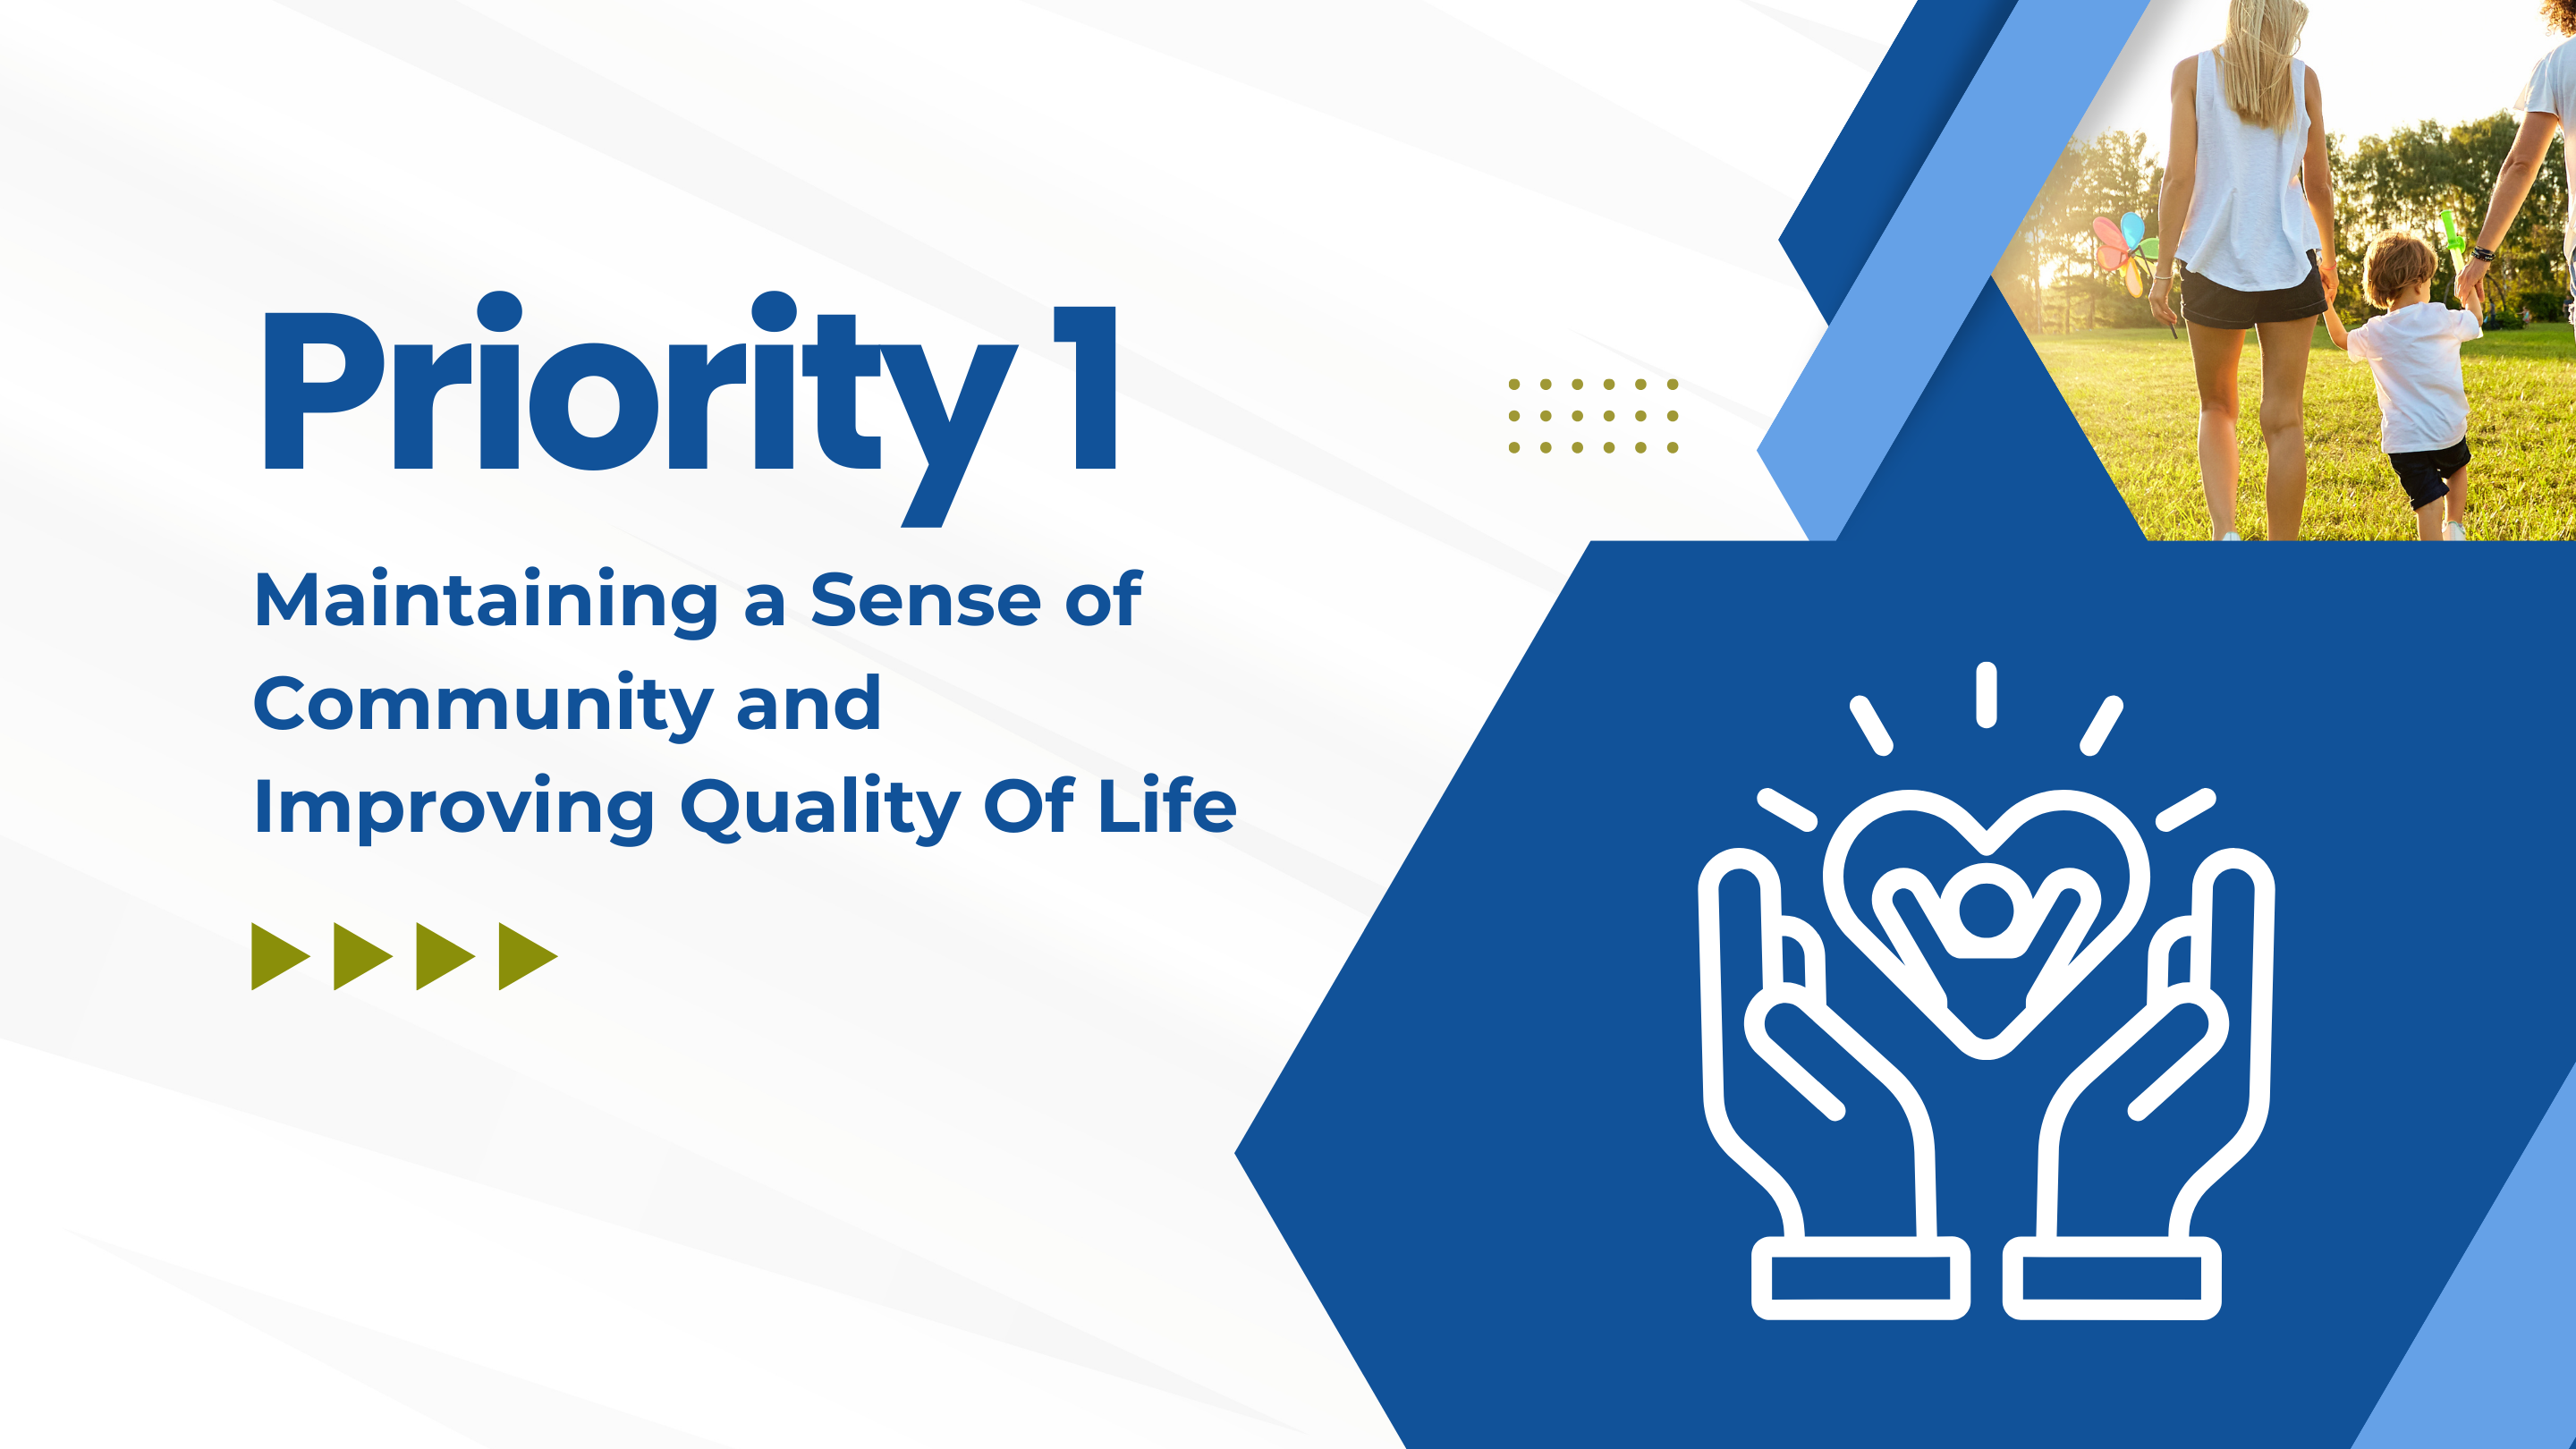 Priority 1
Maintaining a Sense of
Community and
Improving Quality Of Life